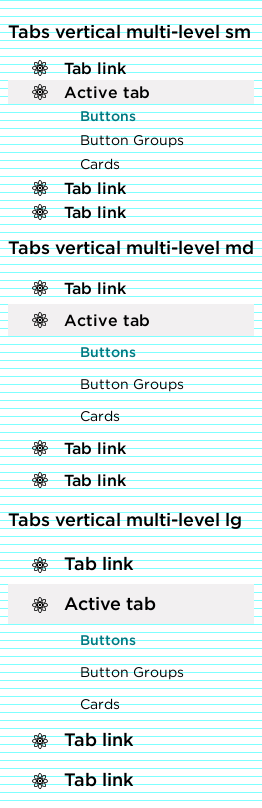 Tabs vertical multi-level sm
Tab link
Active tab
Buttons
Button Groups
Cards
Tab link
Tab link
Tabs vertical multi-level md
Tab link
Active tab
Buttons
Button Groups
Cards
Tab link
Tab link
Tabs vertical multi-level lg
Tab link
Active tab
Buttons
Button Groups
Cards
Tab link
Tab link